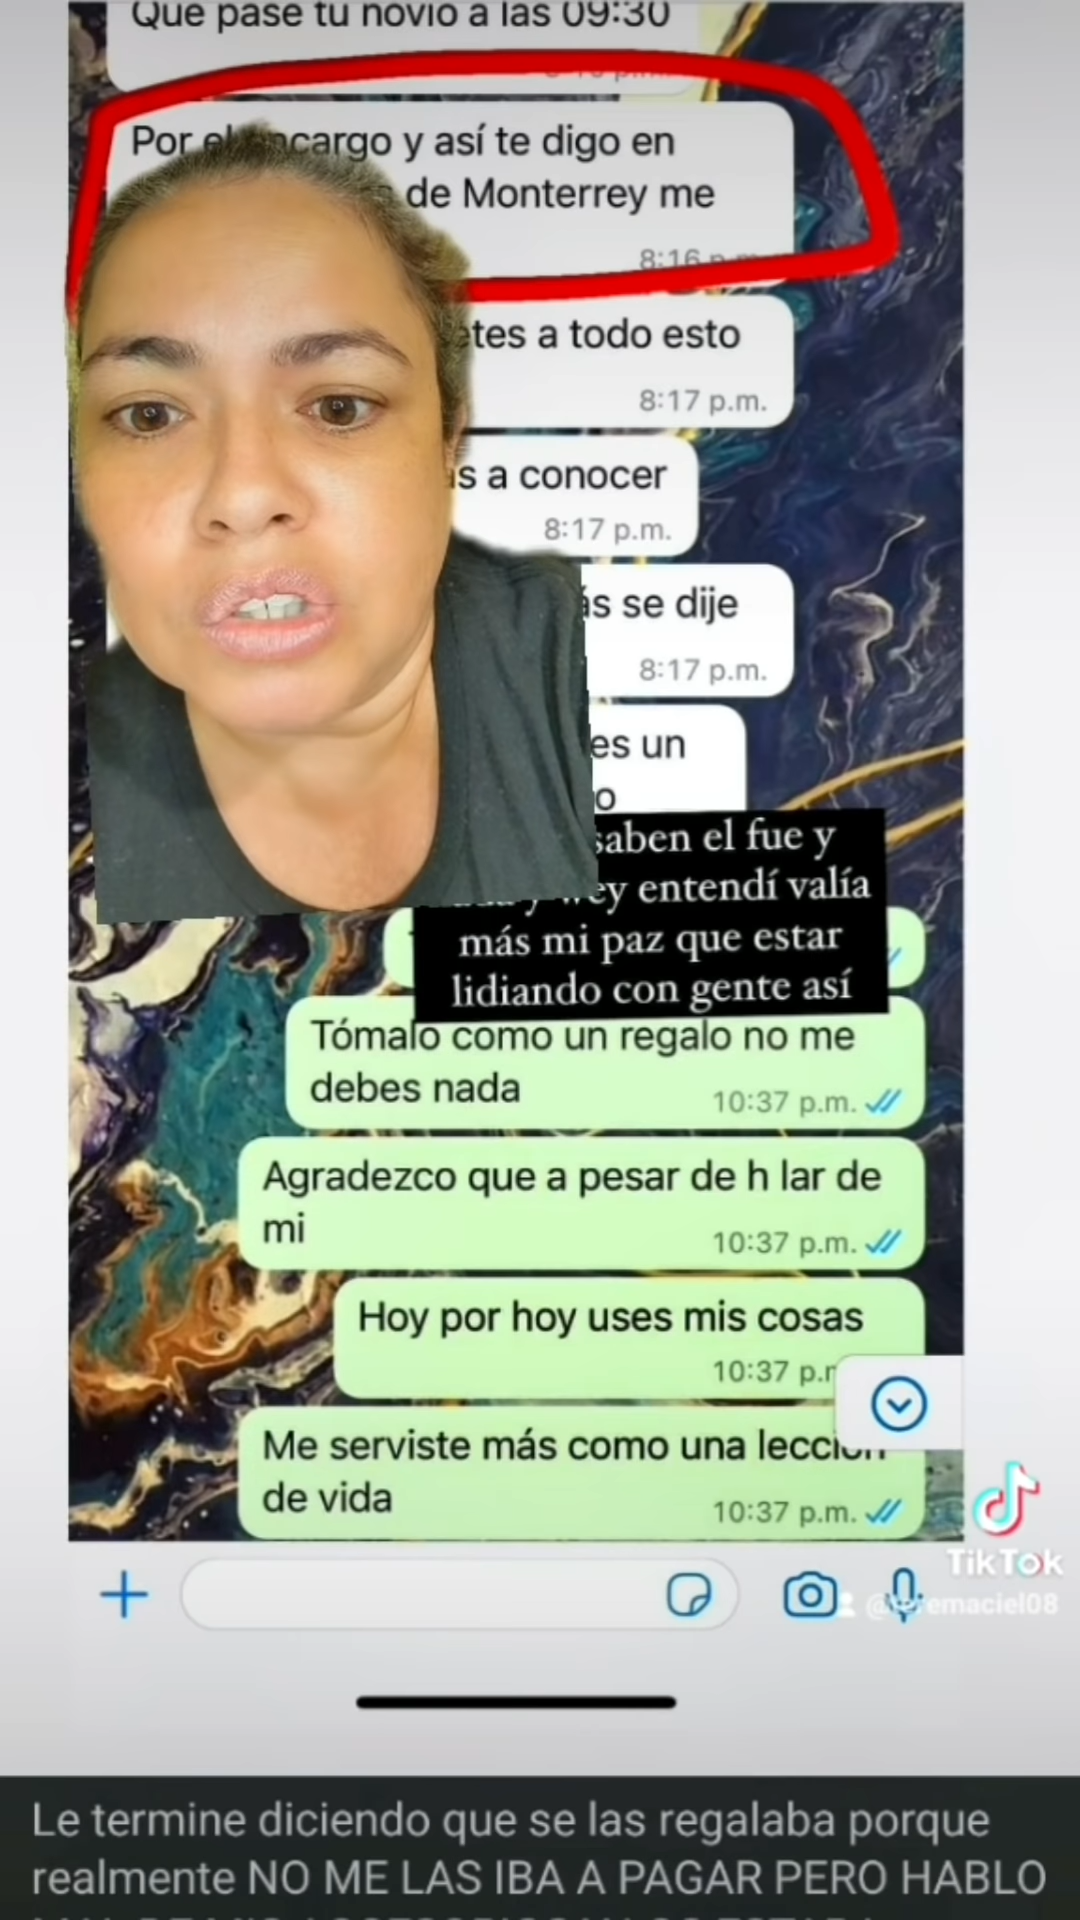 Que pase tu novio a las 09:30
Por el encargo y así te digo en
de Monterrey me
8:16 p.m.
a todo esto
8:17 p.m.
a conocer
8:17 p.m.
se dije
8:17 p.m.
es un
saben el fue y
entendí valía
más mi paz que estar
lidiando con gente así
Tómalo como un regalo no me
debes nada
10:37 p.m.
Agradezco que a pesar de h lar de
mi
10:37 p.m.
Hoy por hoy uses mis cosas
10:37
Me serviste más como una lección
de vida
10:37 p.m.
TikTok
Le termine diciendo que se las regalaba porque
realmente NO ME LAS IBA A PAGAR PERO HABLO